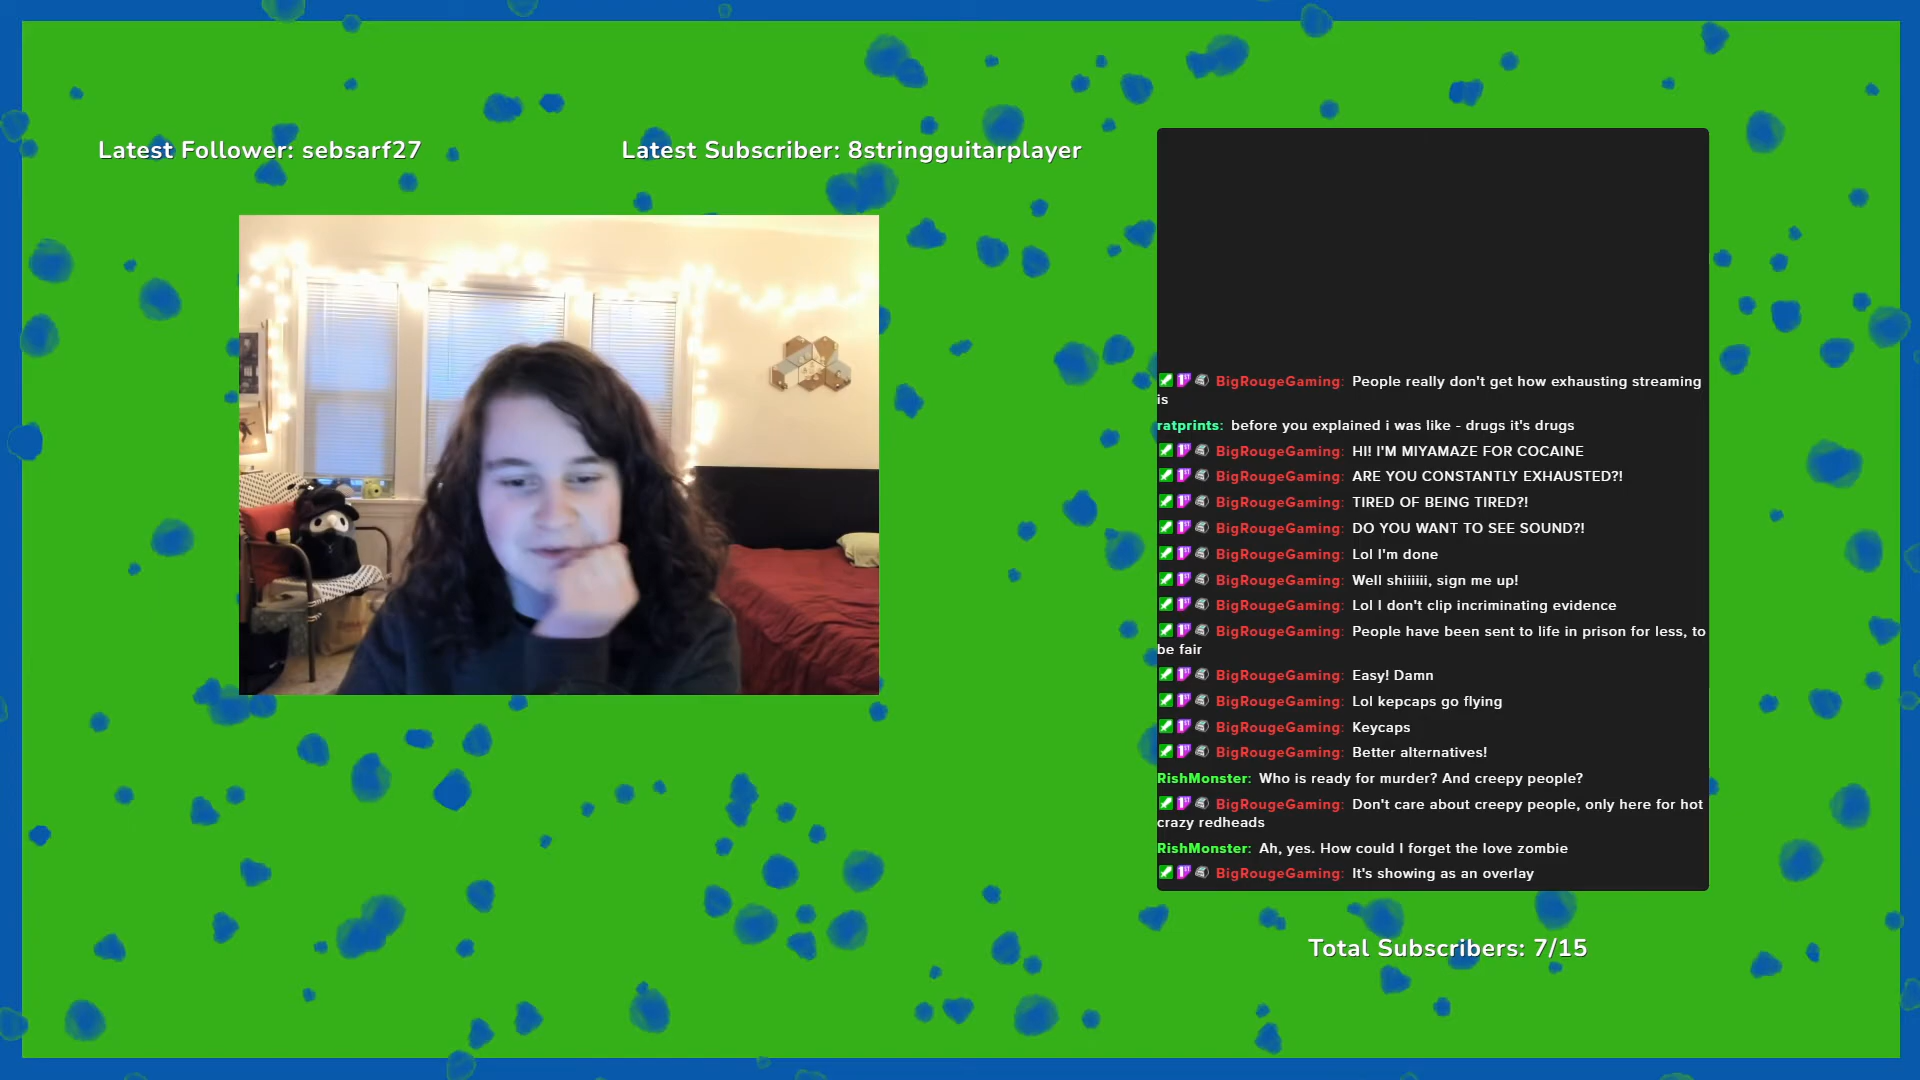 Latest Follower: sebsarf27
Latest Subscriber: 8stringguitarplayer
BigRougeGaming: People really don't get how exhausting streaming
is
ratprints: before you explained i was like - drugs it's drugs
BigRougeGaming: HI! I'M MIYAMAZE FOR COCAINE
BigRougeGaming: ARE YOU CONSTANTLY EXHAUSTED?!
BigRougeGaming: TIRED OF BEING TIRED?!
BigRougeGaming: DO YOU WANT TO SEE SOUND?!
BigRougeGaming: Lol I'm done
BigRougeGaming: Well shiiiiii, sign me up!
BigRougeGaming: Lol I don't clip incriminating evidence
BigRougeGaming: People have been sent to life in prison for less, to
be fair
BigRougeGaming: Easy! Damn
BigRougeGaming: Lol kepcaps go flying
BigRougeGaming: Keycaps
BigRougeGaming: Better alternatives!
RishMonster: Who is ready for murder? And creepy people?
BigRougeGaming: Don't care about creepy people, only here for hot
crazy redheads
RishMonster: Ah, yes. How could I forget the love zombie
BigRougeGaming: It's showing as an overlay
Total Subscribers: 7/15